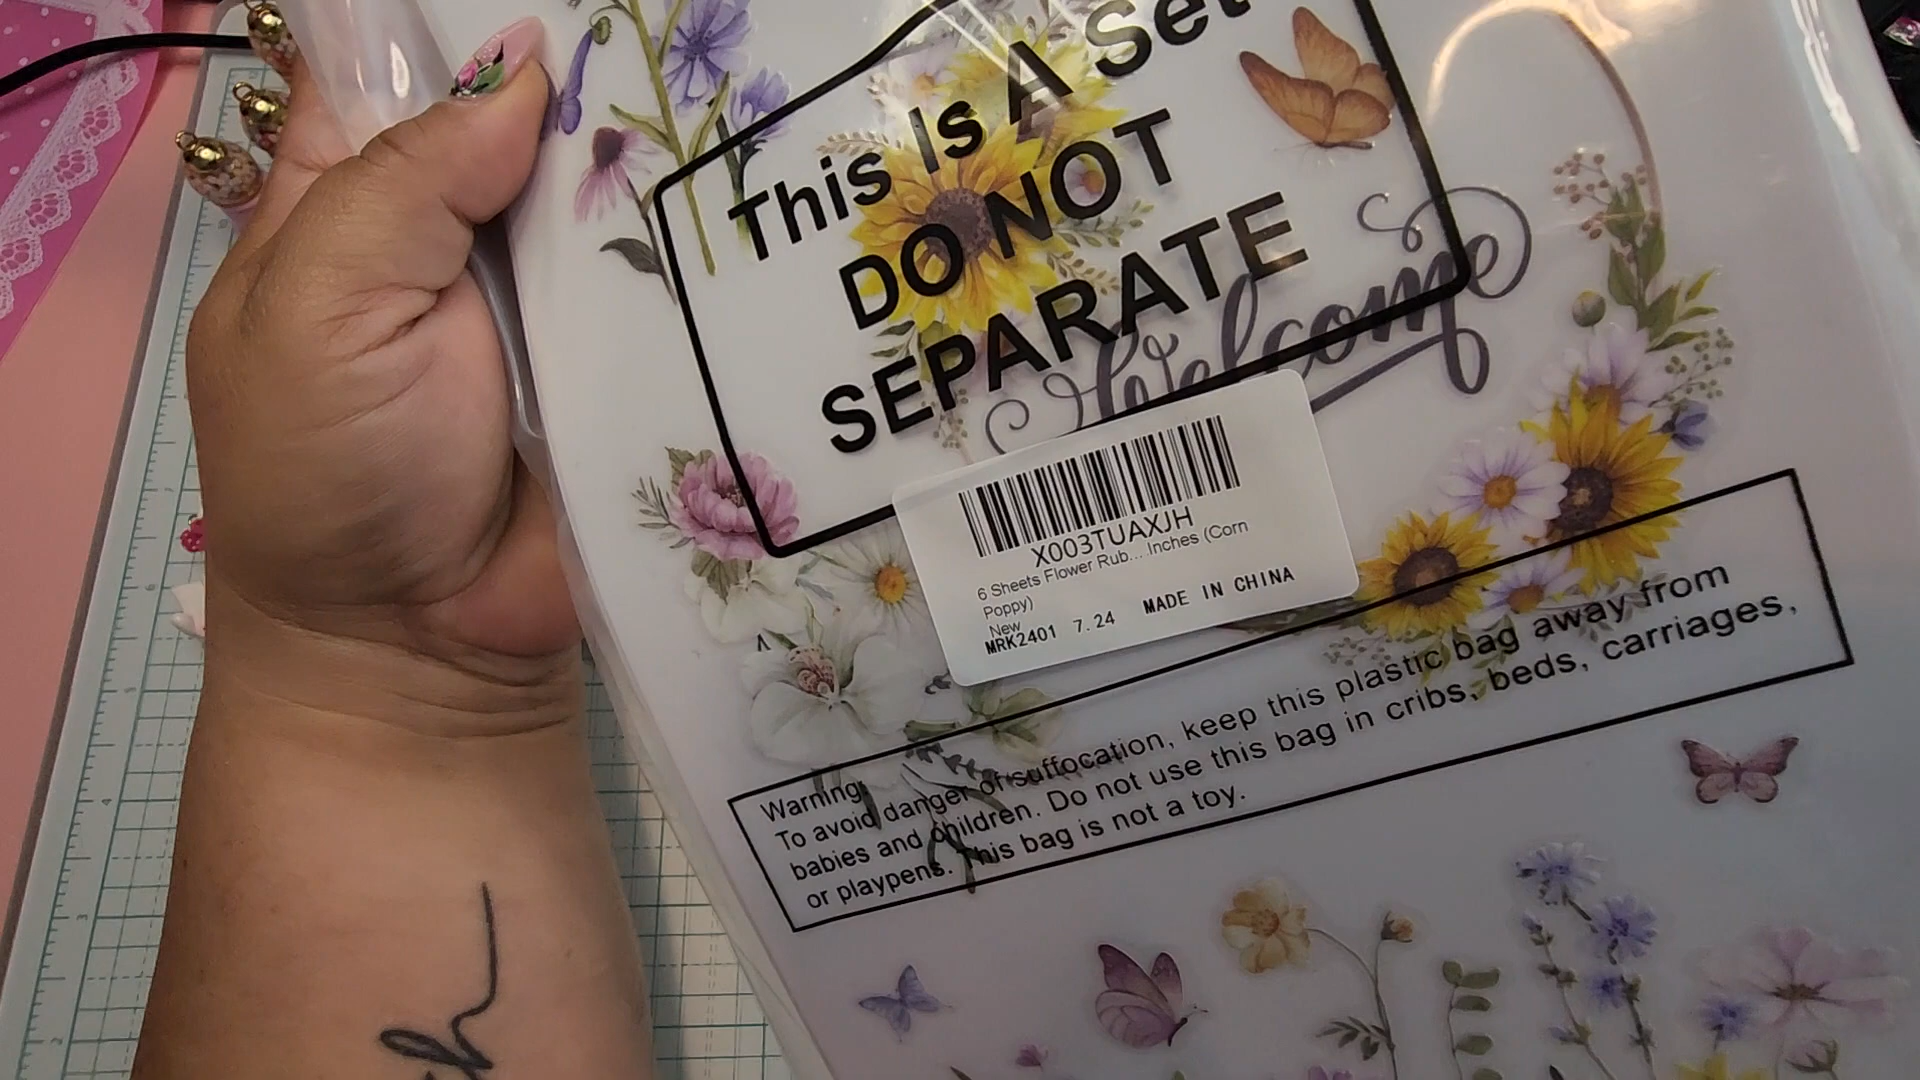 This Is A Set
DO NOT
SEPARATE
Welcome
X003TUAXJH
6 Sheets Flower Rub... Inches (Corn
Poppy)
New
MRK2401 7.24 MADE IN CHINA
Warning:
To avoid danger of suffocation, keep this plastic bag away from
babies and children. Do not use this bag in cribs, beds, carriages,
or playpens. This bag is not a toy.